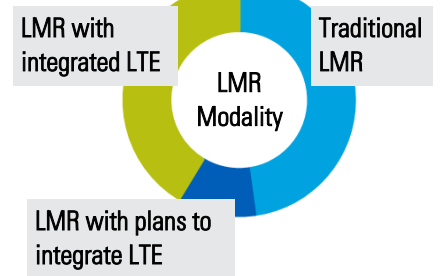 LMR with
integrated LTE
Traditional
LMR
LMR
Modality
LMR with plans to
integrate LTE